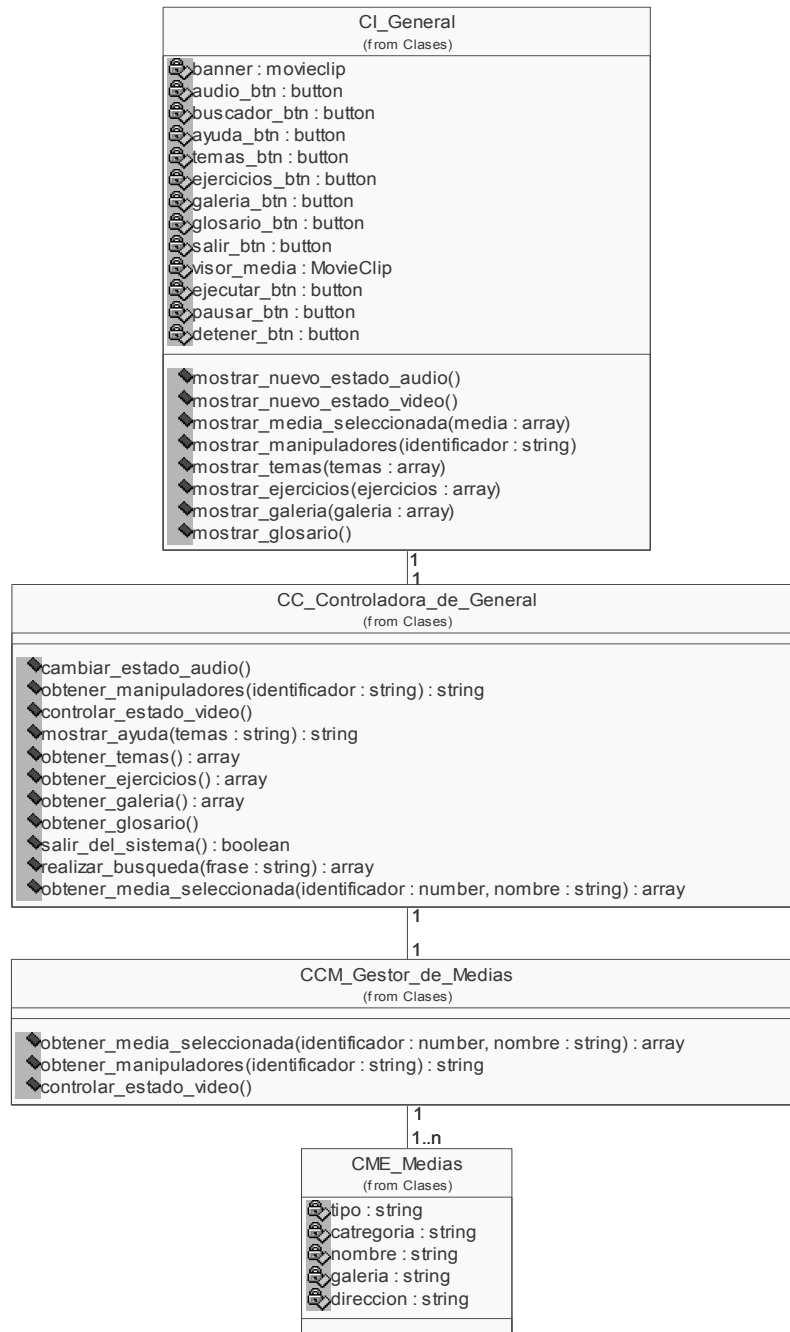 CI_General
(from Clases)
banner : movieclip
audio_btn : button
buscador_btn : button
ayuda_btn : button
temas_btn : button
ejercicios_btn : button
galeria_btn : button
glosario_btn : button
salir_btn : button
visor_media : MovieClip
ejecutar_btn : button
pausar_btn : button
detener_btn : button
mostrar_nuevo_estado_audio()
mostrar_nuevo_estado_video()
mostrar_media_seleccionada(media : array)
mostrar_manipuladores(identificador : string)
mostrar_temas(temas : array)
mostrar_ejercicios(ejercicios : array)
mostrar_galeria(galeria : array)
mostrar_glosario()
1
1
CC_Controladora_de_General
(from Clases)
cambiar_estado_audio()
obtener_manipuladores(identificador : string) : string
controlar_estado_video()
mostrar_ayuda(temas : string) : string
obtener_temas() : array
obtener_ejercicios() : array
obtener_galeria() : array
obtener_glosario()
salir_del_sistema() : boolean
realizar_busqueda(frase : string) : array
obtener_media_seleccionada(identificador : number, nombre : string) : array
1
1
CCM_Gestor_de_Medias
(from Clases)
obtener_media_seleccionada(identificador : number, nombre : string) : array
obtener_manipuladores(identificador : string) : string
controlar_estado_video()
1
1..n
CME_Medias
(from Clases)
tipo : string
catregoria : string
nombre : string
galeria : string
direccion : string